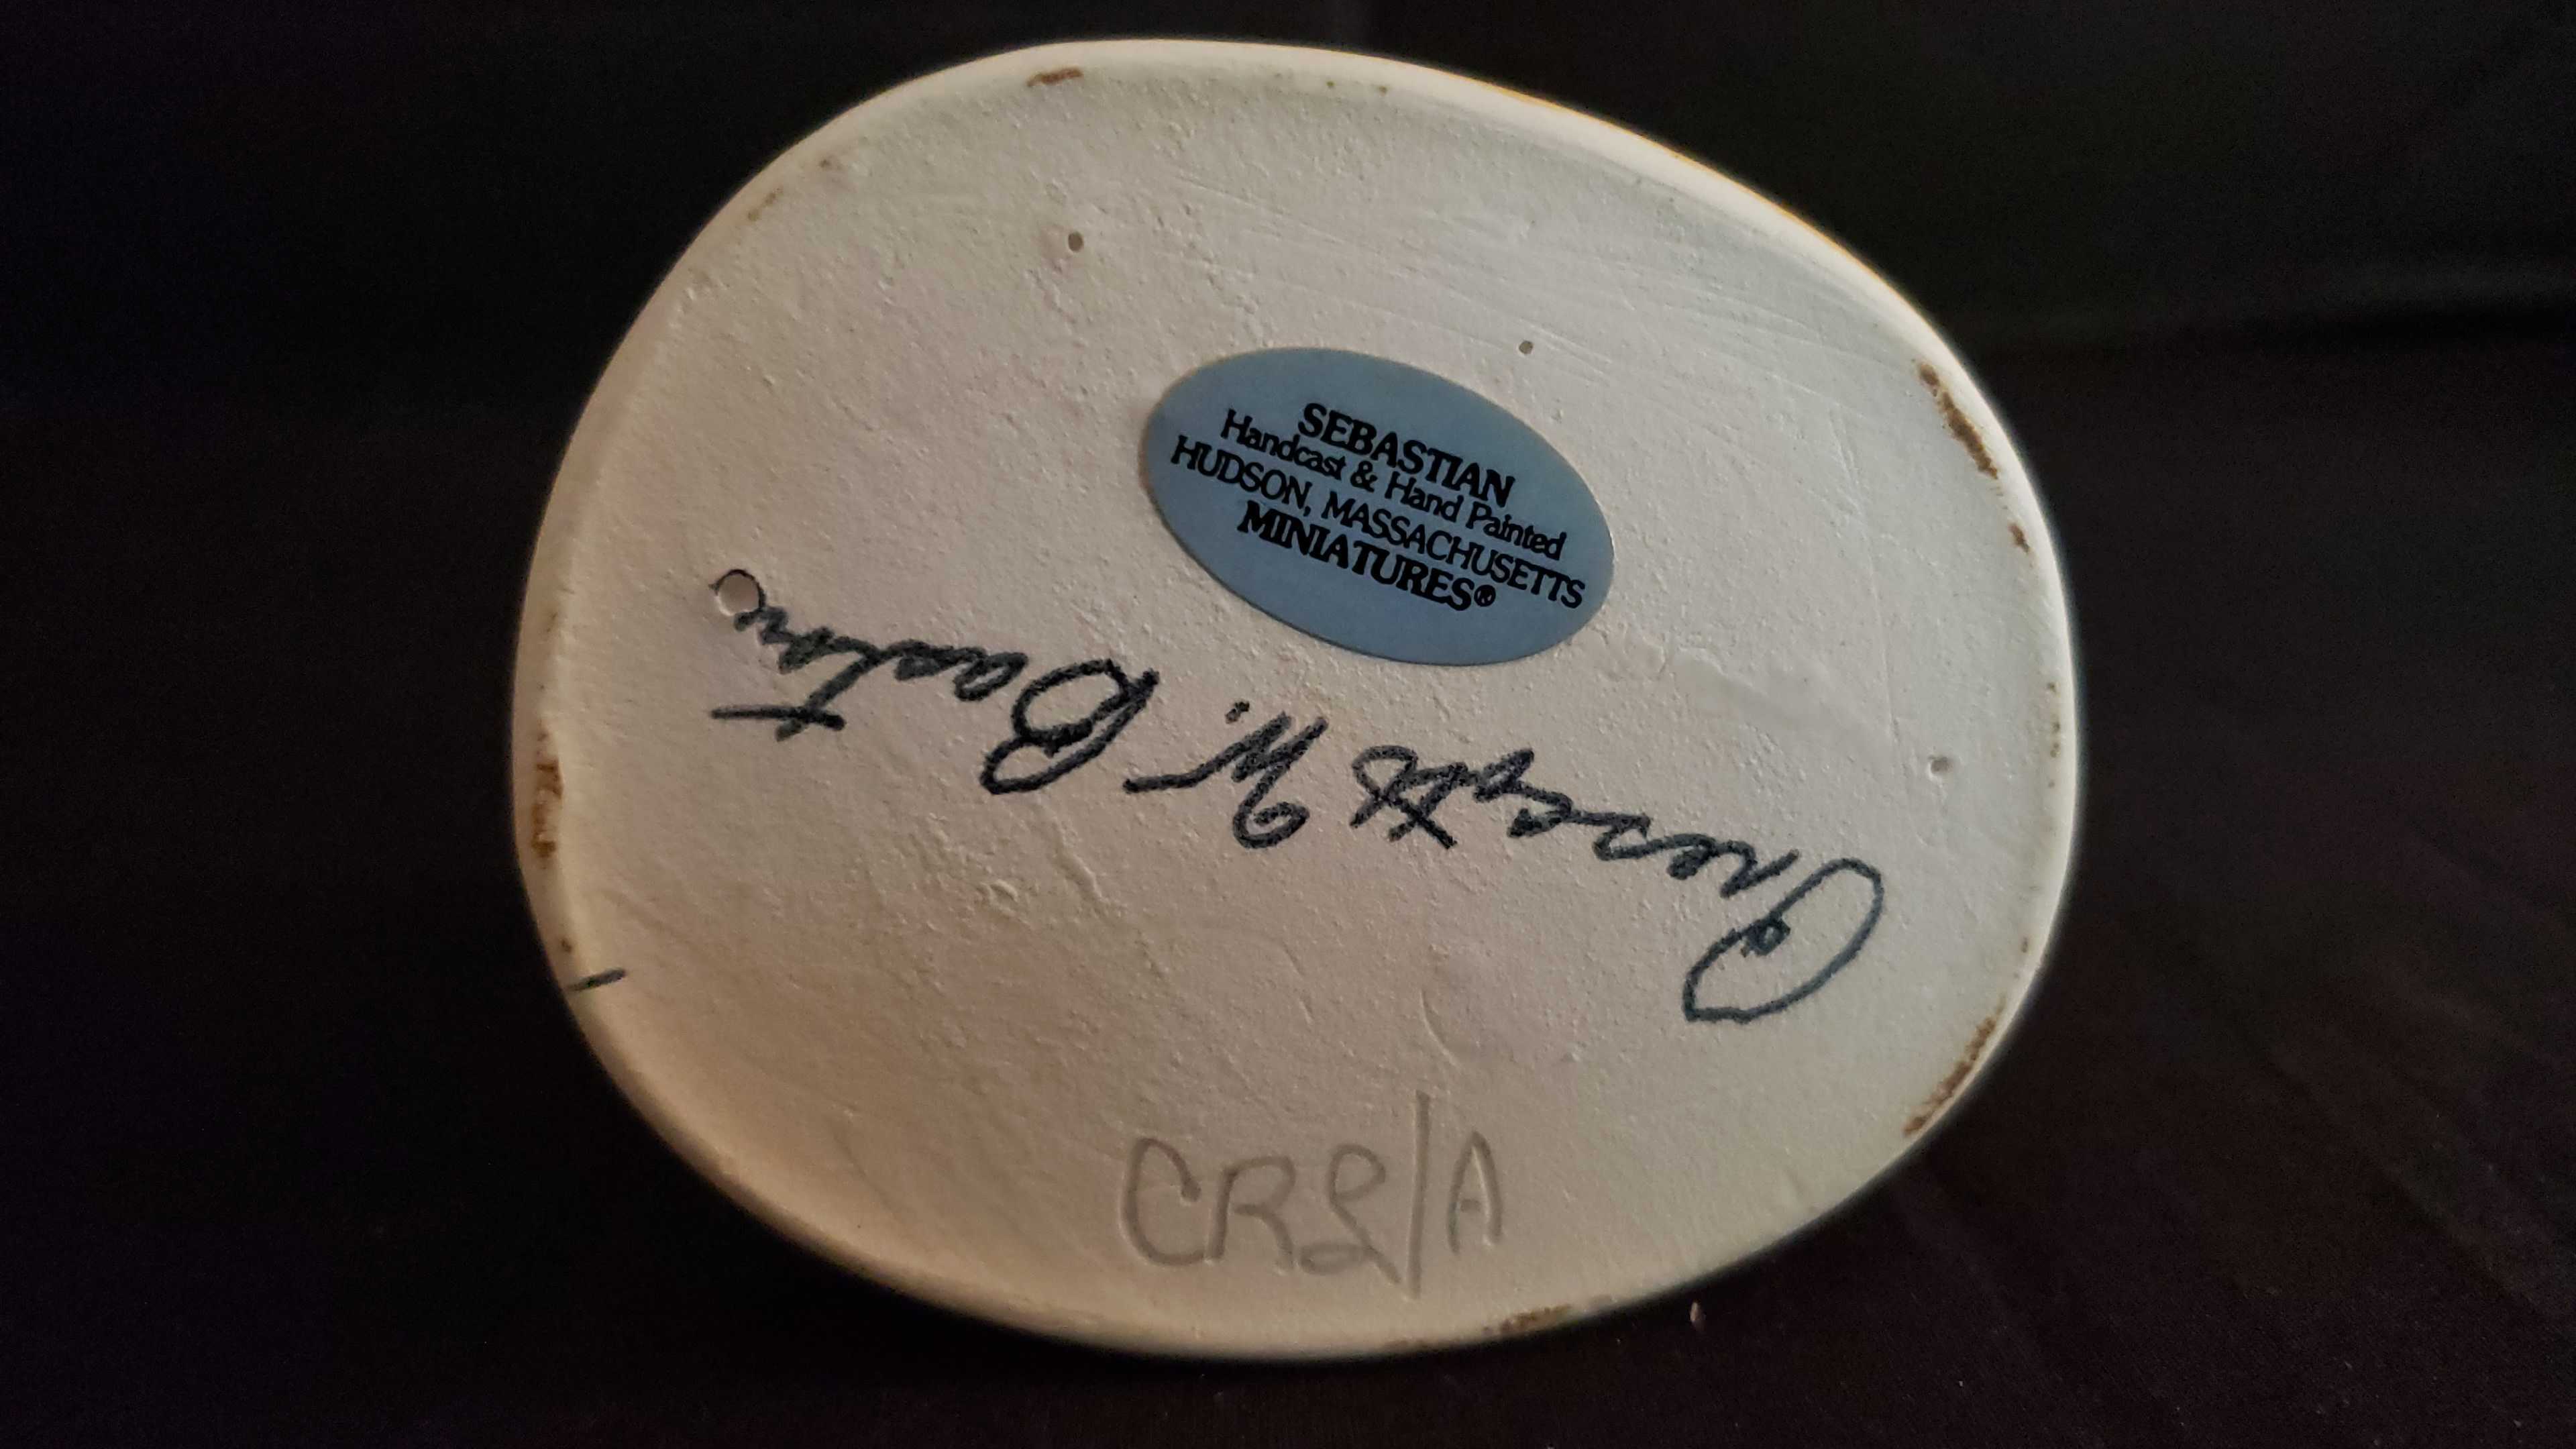 SEBASTIAN
Handcast & Hand Painted
HUDSON, MASSACHUSETTS
MINIATURES®
Prescott W. Baston
CR2/A